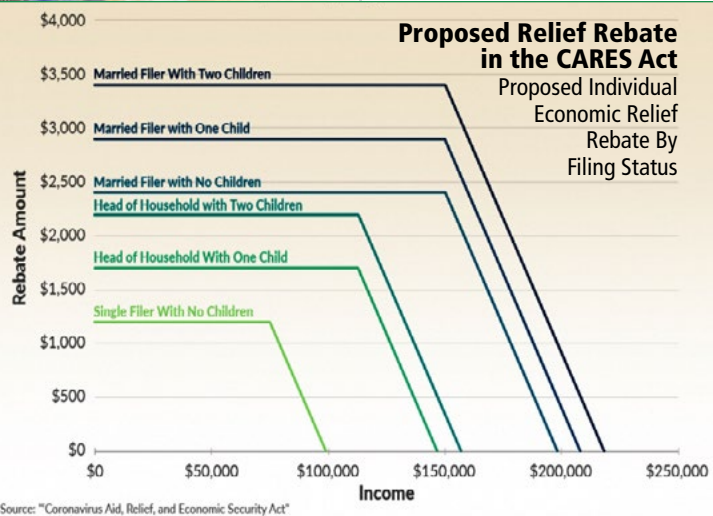 Proposed Relief Rebate
in the CARES Act
Proposed Individual
Economic Relief
Rebate By
Filing Status
Rebate Amount
$4,000
$3,500
$3,000
$2,500
$2,000
$1,500
$1,000
$500
$0
Married Filer With Two Children
Married Filer with One Child
Married Filer with No Children
Head of Household with Two Children
Head of Household With One Child
Single Filer With No Children
$0 $50,000 $100,000 $150,000 $200,000 $250,000
Income
Source: "Coronavirus Aid, Relief, and Economic Security Act"